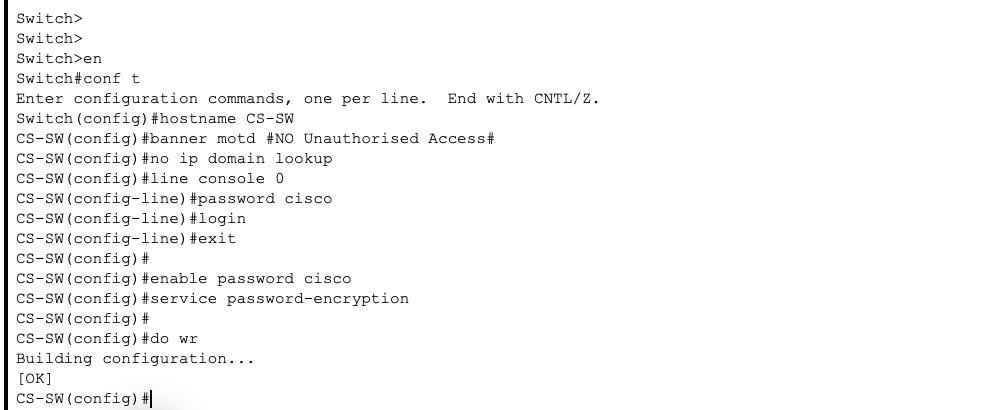 Switch>
Switch>
Switch>en
Switch#conf t
Enter configuration commands, one per line.  End with CNTL/Z.
Switch(config)#hostname CS-SW
CS-SW(config)#banner motd #NO Unauthorised Access#
CS-SW(config)#no ip domain lookup
CS-SW(config)#line console 0
CS-SW(config-line)#password cisco
CS-SW(config-line)#login
CS-SW(config-line)#exit
CS-SW(config)#
CS-SW(config)#enable password cisco
CS-SW(config)#service password-encryption
CS-SW(config)#
CS-SW(config)#do wr
Building configuration...
[OK]
CS-SW(config)#